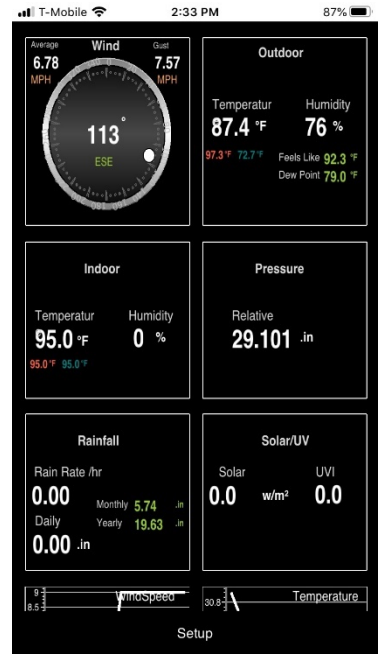 T-Mobile 2:33 PM 87%
Average Wind Gust
6.78 7.57
MPH MPH
113°
ESE
Outdoor
Temperatur Humidity
87.4 °F 76 %
97.3°F 72.7°F Feels Like 92.3 °F
Dew Point 79.0 °F
Indoor
Temperatur Humidity
95.0 °F 0 %
95.0°F 95.0°F
Pressure
Relative
29.101 .in
Rainfall
Rain Rate /hr
0.00 Monthly 5.74 .in
Daily Yearly 19.63 .in
0.00 .in
Solar/UV
Solar UVI
0.0 w/m² 0.0
9 WindSpeed
8.5
Temperature
30.8
Setup